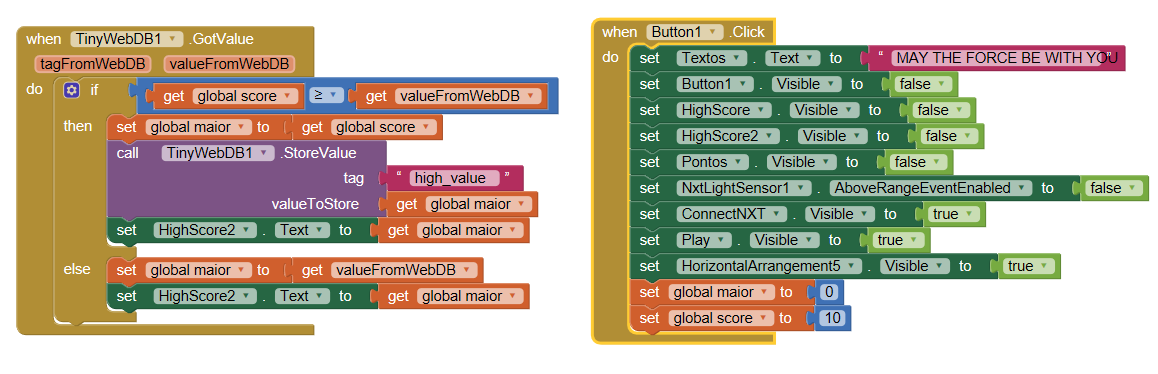 when TinyWebDB1 .GotValue
tagFromWebDB valueFromWebDB
do if get global score ≥ get valueFromWebDB
then set global maior to get global score
call TinyWebDB1 .StoreValue
tag " high_value "
valueToStore get global maior
set HighScore2 . Text to get global maior
else set global maior to get valueFromWebDB
set HighScore2 . Text to get global maior
when Button1 .Click
do set Textos . Text to " MAY THE FORCE BE WITH YOU "
set Button1 . Visible to false
set HighScore . Visible to false
set HighScore2 . Visible to false
set Pontos . Visible to false
set NxtLightSensor1 . AboveRangeEventEnabled to false
set ConnectNXT . Visible to true
set Play . Visible to true
set HorizontalArrangement5 . Visible to true
set global maior to 0
set global score to 10